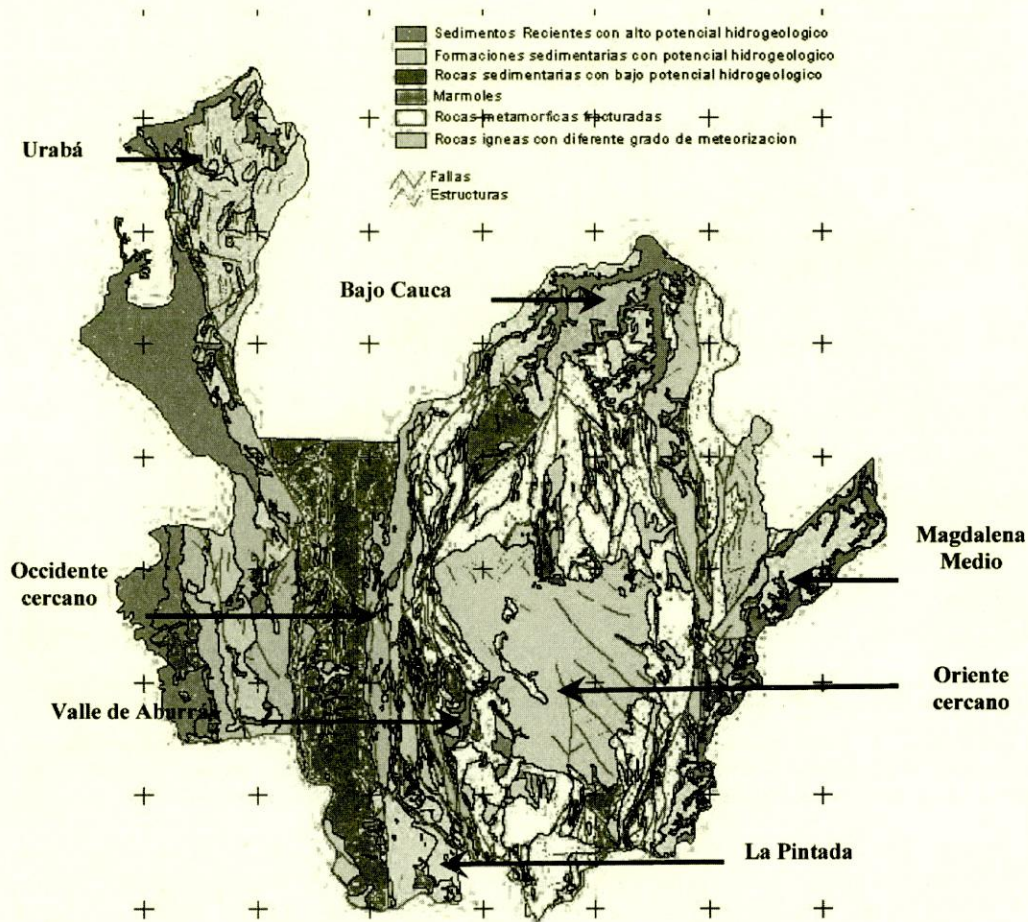 Sedimentos Recientes con alto potencial hidrogeologico
Formaciones sedimentarias con potencial hidrogeologico
Rocas sedimentarias con bajo potencial hidrogeologico
Marmoles
Rocas metamorficas fracturadas
Rocas igneas con diferente grado de meteorizacion
Fallas
Estructuras
Urabá
Bajo Cauca
Magdalena
Medio
Occidente
cercano
Oriente
cercano
Valle de Aburrá
La Pintada